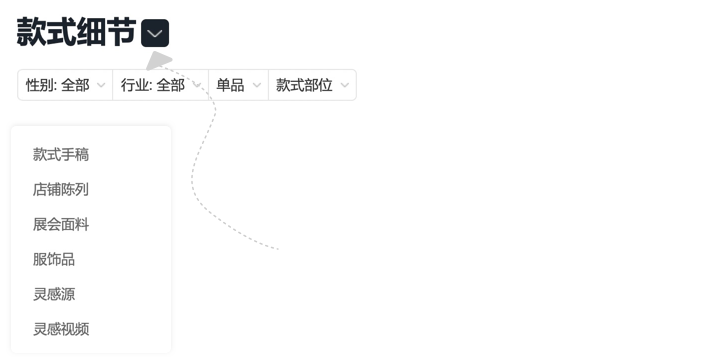 款式细节
性别: 全部 行业: 全部 单品 款式部位
款式手稿
店铺陈列
展会面料
服饰品
灵感源
灵感视频